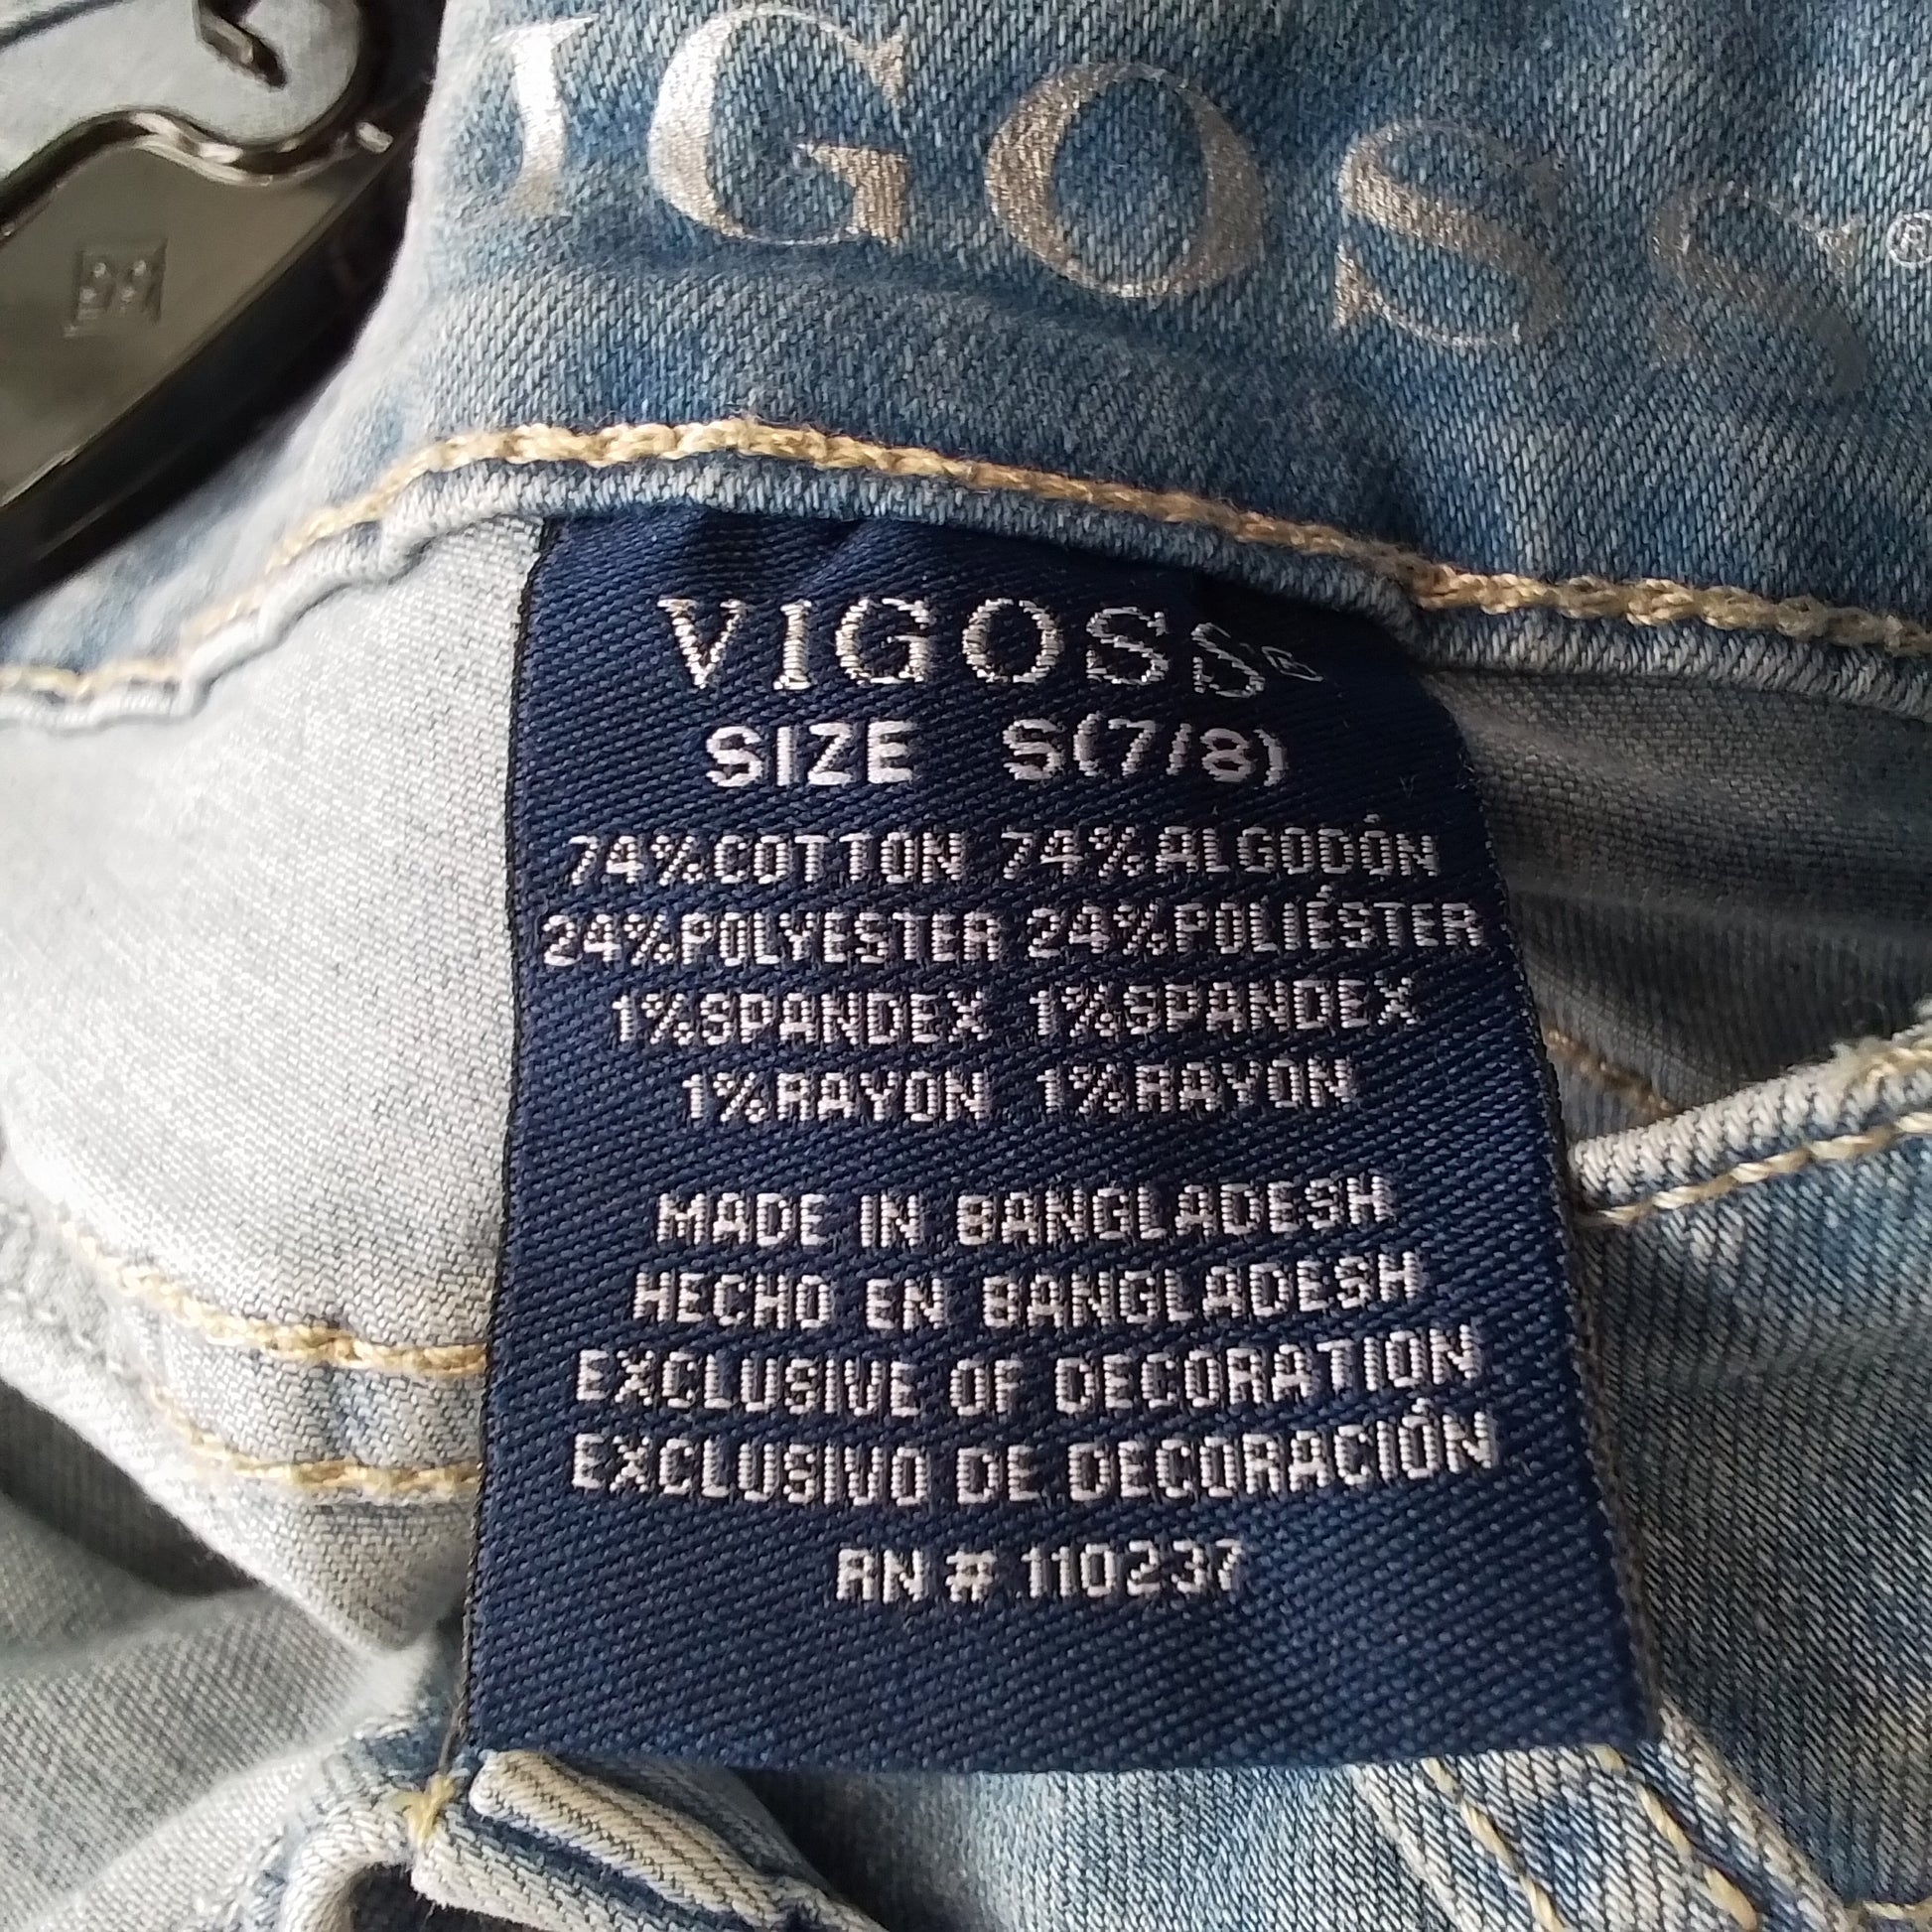 IGOSS®
VIGOSS®
SIZE S(7/8)
74%COTTON 74%ALGODÓN
24%POLYESTER 24%POLIÉSTER
1%SPANDEX 1%SPANDEX
1%RAYON 1%RAYON
MADE IN BANGLADESH
HECHO EN BANGLADESH
EXCLUSIVE OF DECORATION
EXCLUSIVO DE DECORACIÓN
RN # 110237